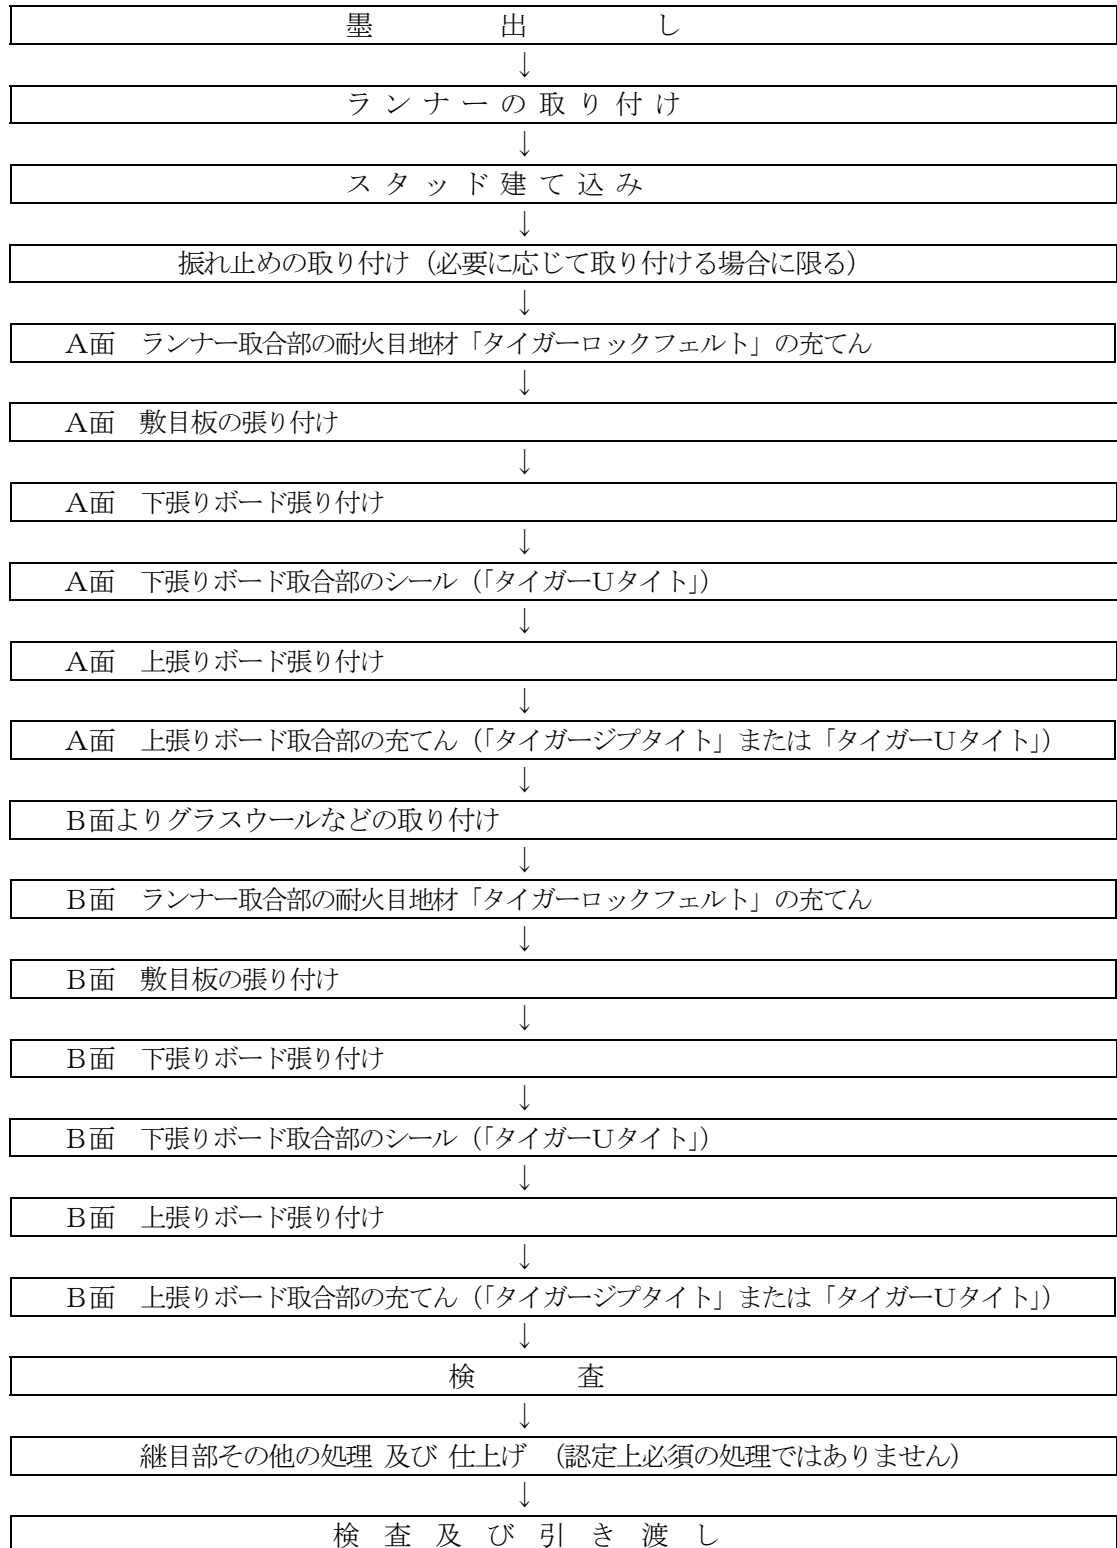 墨出し
↓
ランナーの取り付け
↓
スタッド建て込み
↓
振れ止めの取り付け(必要に応じて取り付ける場合に限る)
↓
A面 ランナー取合部の耐火目地材「タイガーロックフェルト」の充てん
↓
A面 敷目板の張り付け
↓
A面 下張りボード張り付け
↓
A面 下張りボード取合部のシール(「タイガーUタイト」)
↓
A面 上張りボード張り付け
↓
A面 上張りボード取合部の充てん(「タイガージプタイト」または「タイガーUタイト」)
↓
B面よりグラスウールなどの取り付け
↓
B面 ランナー取合部の耐火目地材「タイガーロックフェルト」の充てん
↓
B面 敷目板の張り付け
↓
B面 下張りボード張り付け
↓
B面 下張りボード取合部のシール(「タイガーUタイト」)
↓
B面 上張りボード張り付け
↓
B面 上張りボード取合部の充てん(「タイガージプタイト」または「タイガーUタイト」)
↓
検査
↓
継目部その他の処理 及び 仕上げ (認定上必須の処理ではありません)
↓
検査及び引き渡し